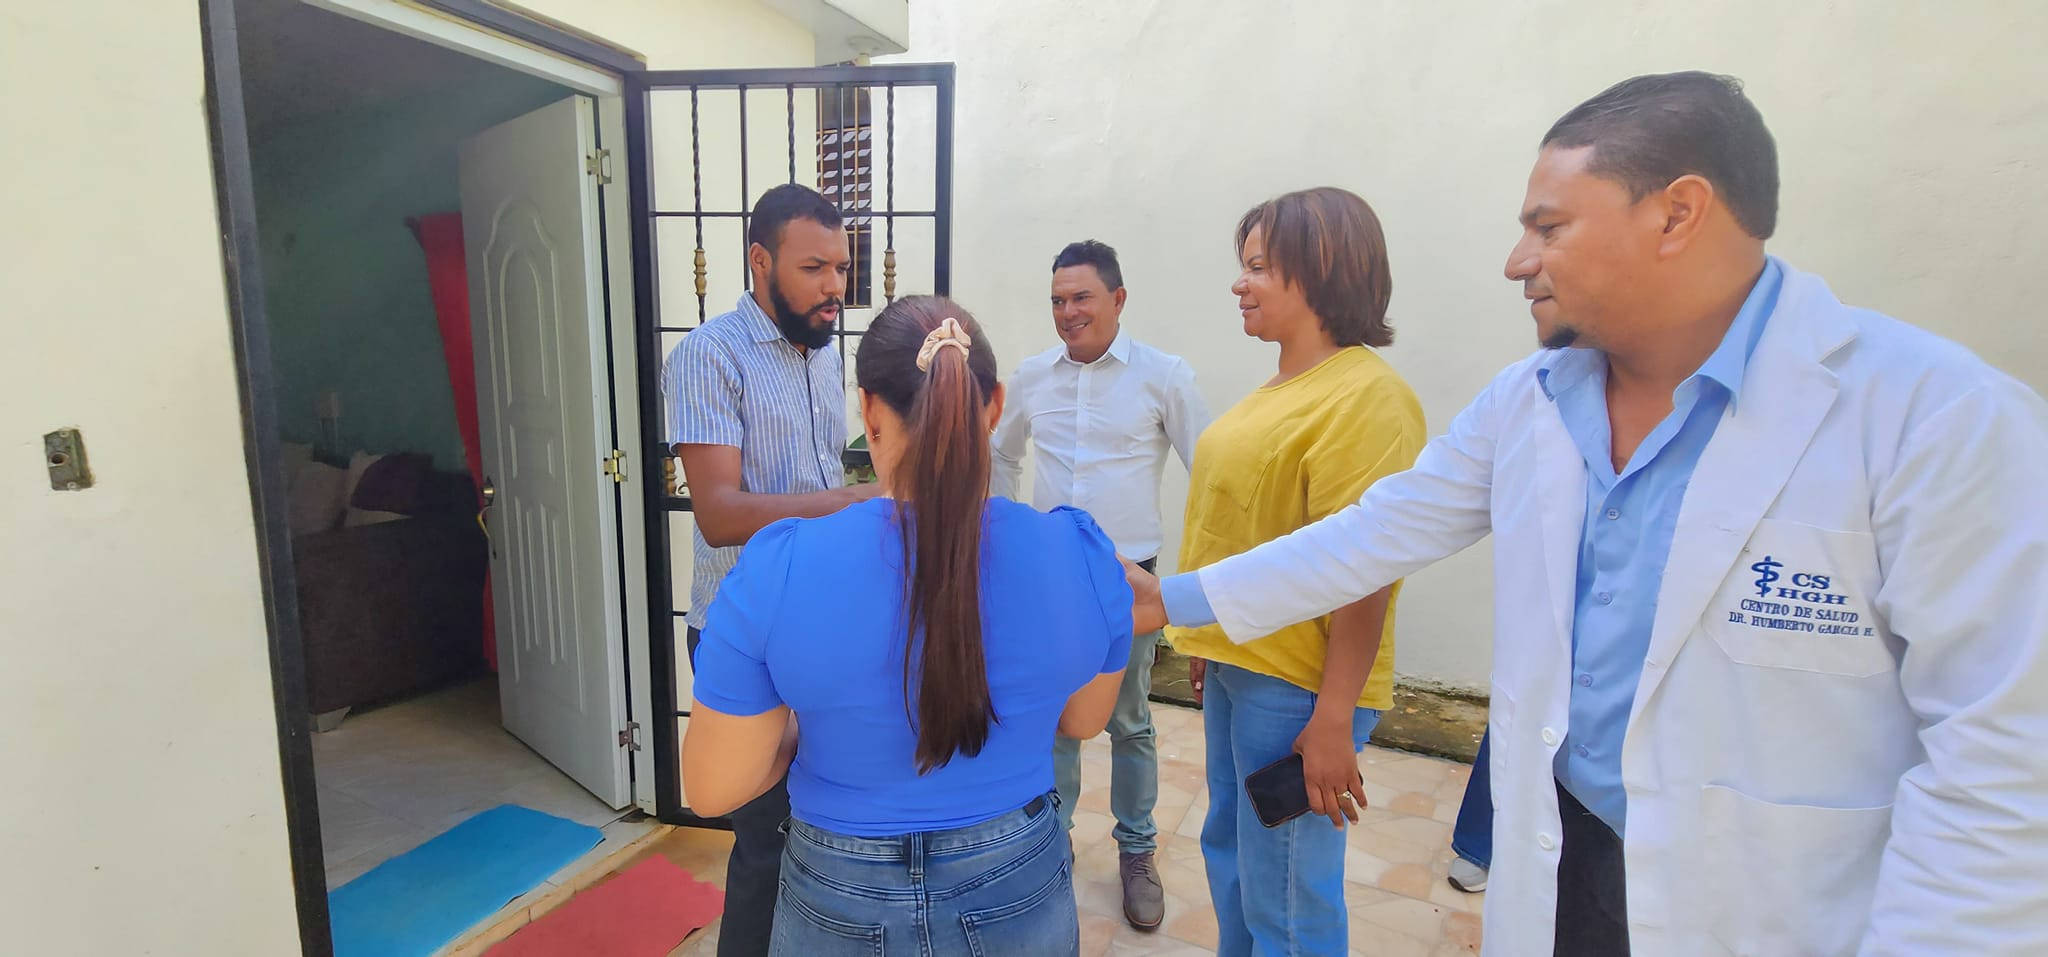 CS
HGH
CENTRO DE SALUD
DR. HUMBERTO GARCIA H.